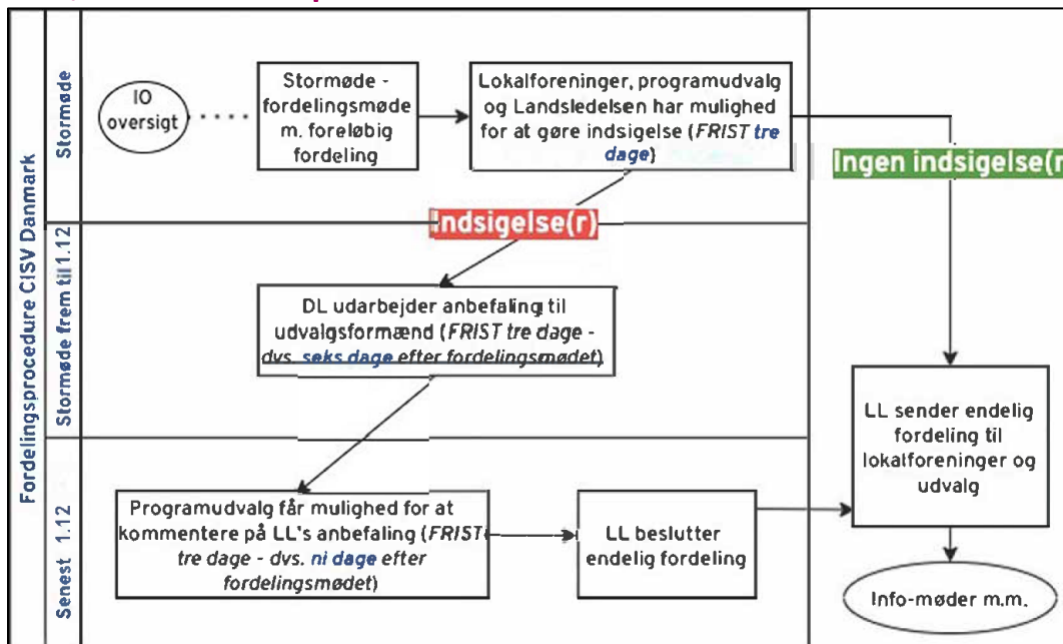 Fordelingsprocedure CISV Danmark
Stormøde
IO
oversigt
Stormøde -
fordelingsmøde
m. foreløbig
fordeling
Lokalforeninger, programudvalg
og Landsledelsen har mulighed
for at gøre indsigelse (FRIST tre
dage)
Ingen indsigelse(r
Indsigelse(r)
Stormøde frem til 1.12
DL udarbejder anbefaling til
udvalgsformænd (FRIST tre dage -
dvs. seks dage efter fordelingsmødet)
LL sender endelig
fordeling til
lokalforeninger og
udvalg
Senest 1.12
Programudvalg får mulighed for at
kommentere på LL's anbefaling (FRIST
tre dage - dvs. ni dage efter
fordelingsmødet)
LL beslutter
endelig fordeling
Info-møder m.m.